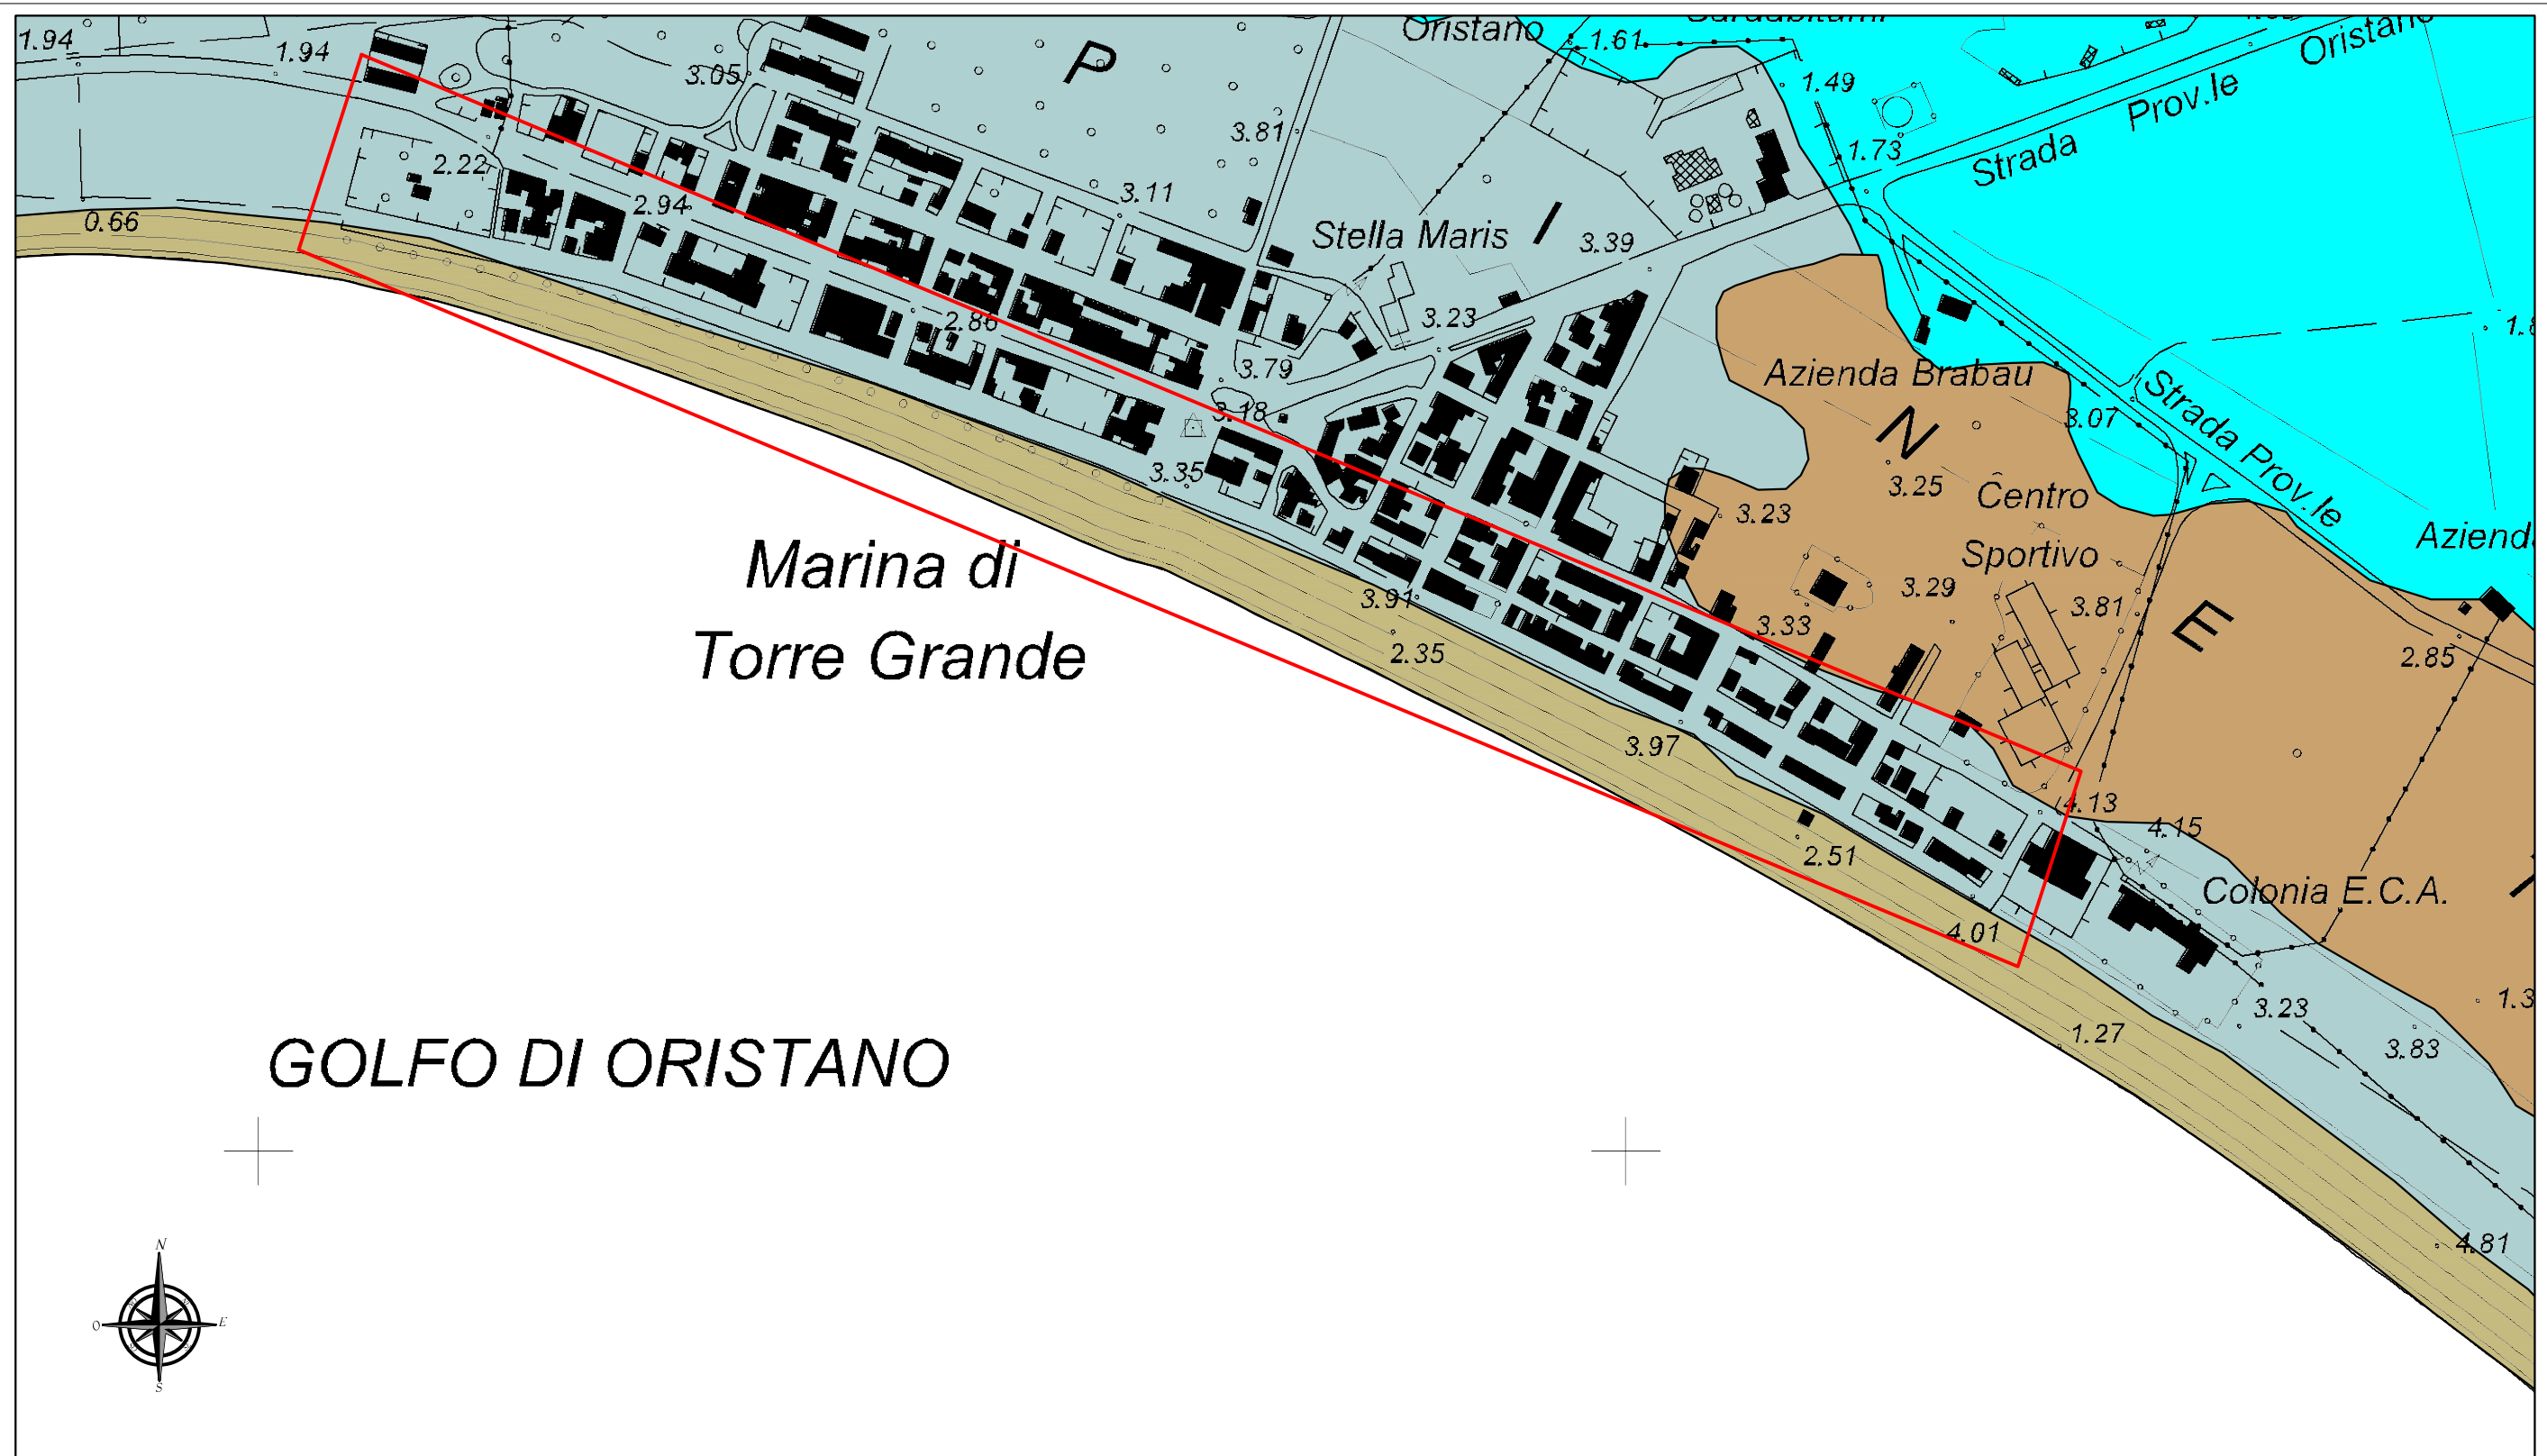 1.94
1.94
3.05
P
Oristano
1.61
1.49
Oristano
Prov.le
Strada
1.73
3.81
2.22
2.94
3.11
0.66
Stella Maris
I
3.39
2.86
3.23
3.79
3.18
Azienda Brabau
N
3.07
Strada Prov.le
3.35
3.25
Centro
Sportivo
3.23
3.29
3.81
E
3.33
2.85
Marina di
Torre Grande
3.91
2.35
3.97
2.51
4.13
4.15
Colonia E.C.A.
4.01
3.23
1.27
3.83
GOLFO DI ORISTANO
4.81
N
O
E
S